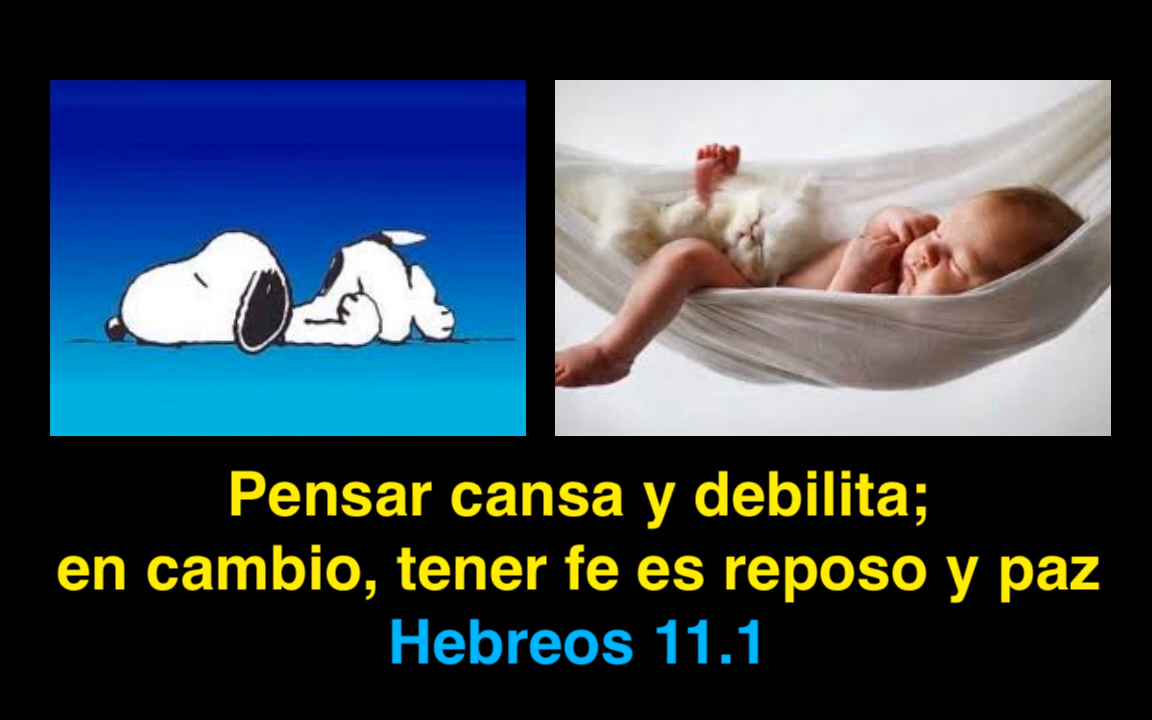 Pensar cansa y debilita;
en cambio, tener fe es reposo y paz
Hebreos 11.1